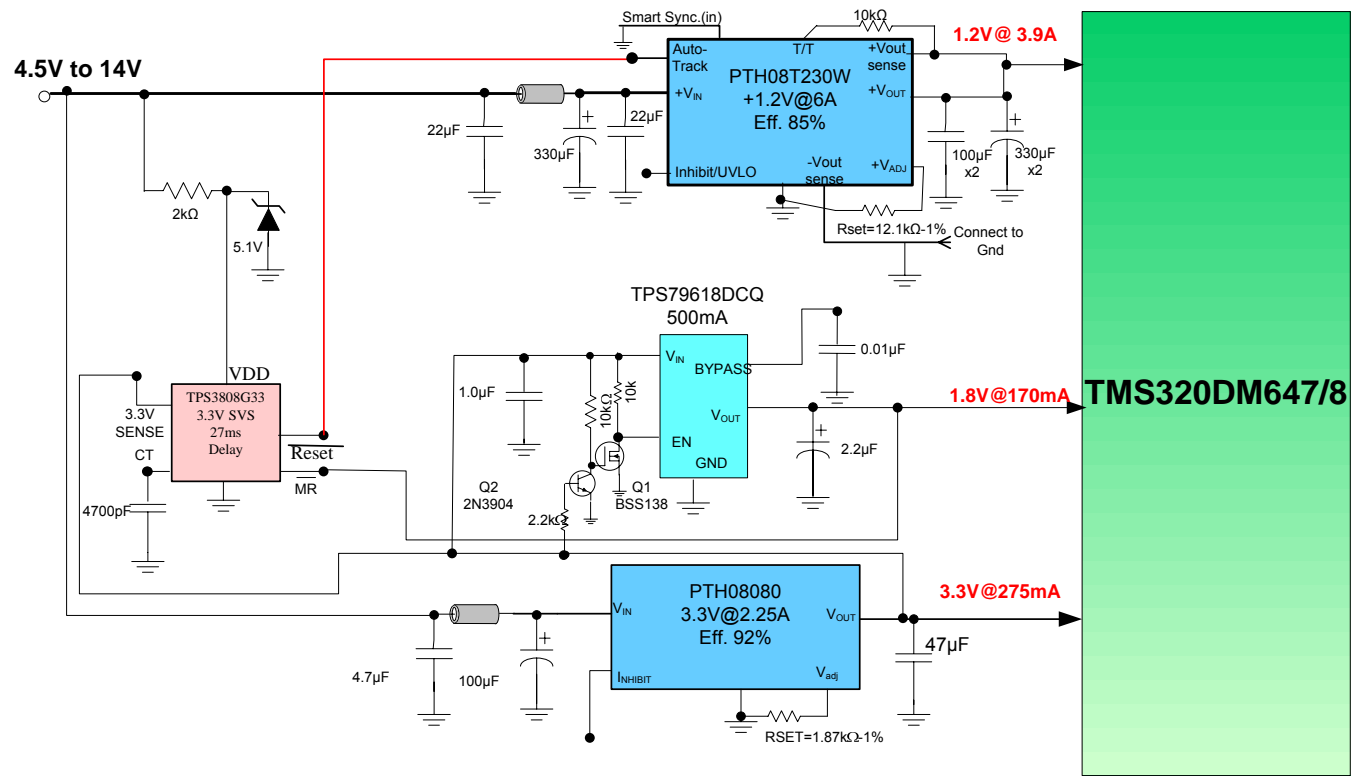 Smart Sync.(in)
10kΩ
4.5V to 14V
Auto-
Track
T/T
+Vout
sense
1.2V@ 3.9A
PTH08T230W
+1.2V@6A
Eff. 85%
+VIN
+VOUT
22µF
330µF
22µF
100µF
x2
330µF
x2
Inhibit/UVLO
-Vout
sense
+VADJ
2kΩ
5.1V
Rset=12.1kΩ-1%
Connect to
Gnd
TPS79618DCQ
500mA
VIN
BYPASS
0.01µF
1.0µF
10kΩ
10k
VOUT
1.8V@170mA
TMS320DM647/8
EN
GND
2.2µF
VDD
TPS3808G33
3.3V SVS
27ms
Delay
3.3V
SENSE
CT
Reset
MR
4700pF
Q2
2N3904
Q1
BSS138
2.2kΩ
PTH08080
3.3V@2.25A
Eff. 92%
VIN
VOUT
3.3V@275mA
47µF
4.7µF
100µF
INHIBIT
Vadj
RSET=1.87kΩ-1%